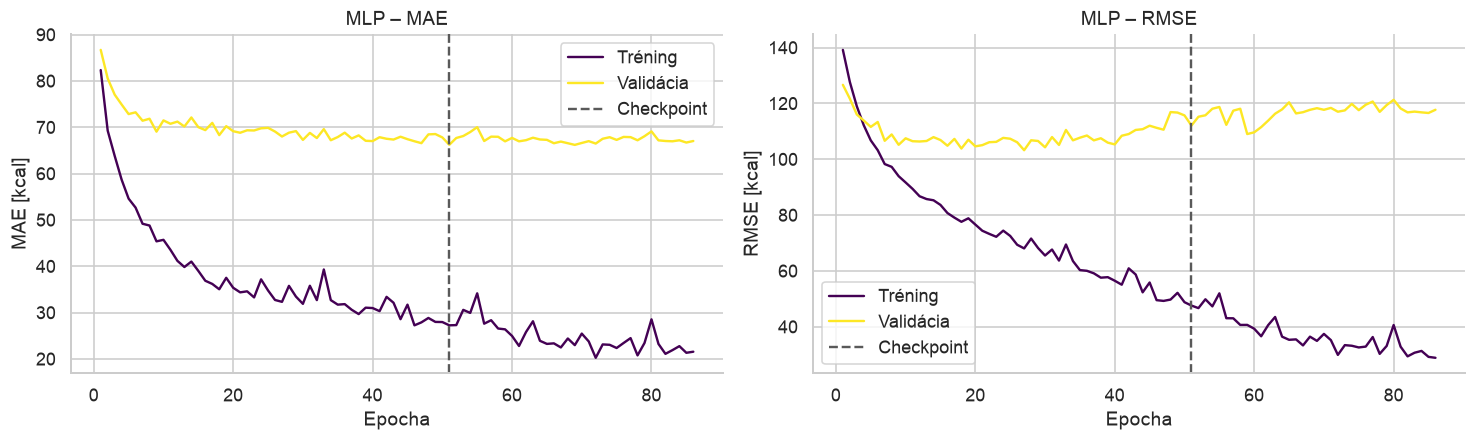 MLP – MAE
MAE [kcal]
90
80
70
60
50
40
30
20
0
20
40
60
80
Epocha
Tréning
Validácia
Checkpoint
MLP – RMSE
RMSE [kcal]
140
120
100
80
60
40
0
20
40
60
80
Epocha
Tréning
Validácia
Checkpoint